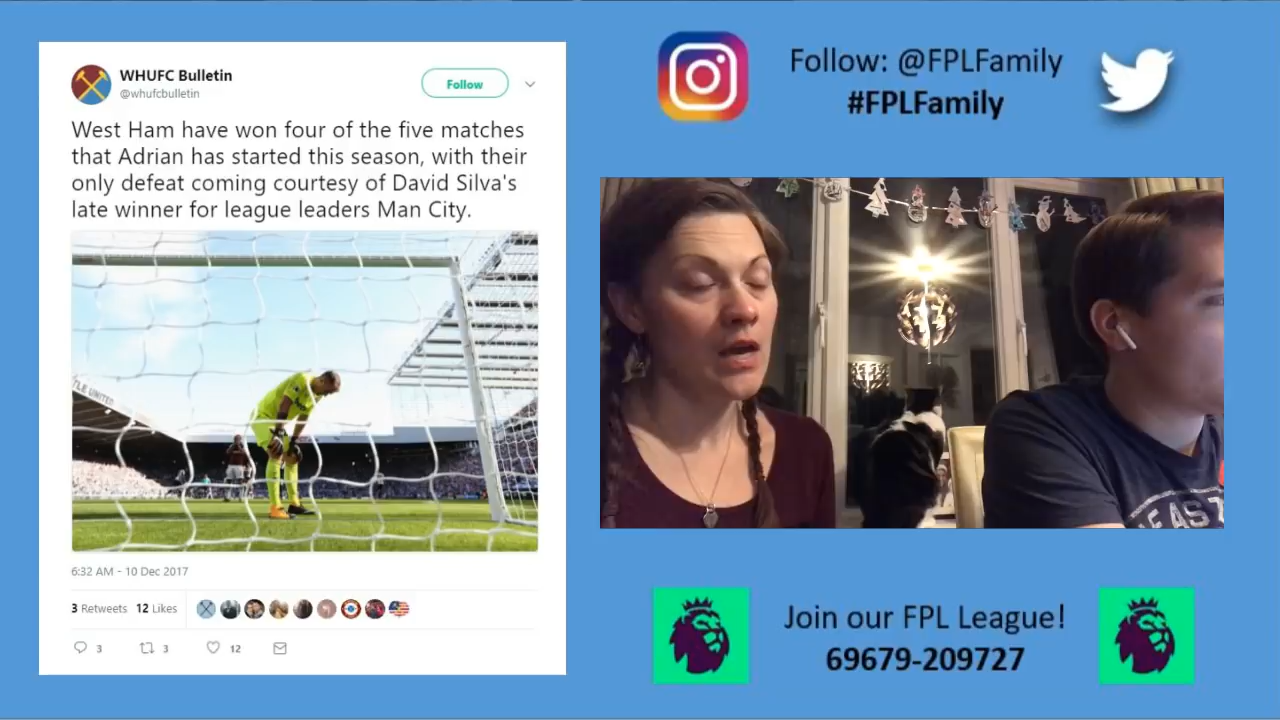 WHUFC Bulletin
@whufcbulletin
Follow
West Ham have won four of the five matches
that Adrian has started this season, with their
only defeat coming courtesy of David Silva's
late winner for league leaders Man City.
TLE UNITED
6:32 AM - 10 Dec 2017
3 Retweets 12 Likes
3 3 12
Follow: @FPLFamily
#FPLFamily
EAST
Join our FPL League!
69679-209727